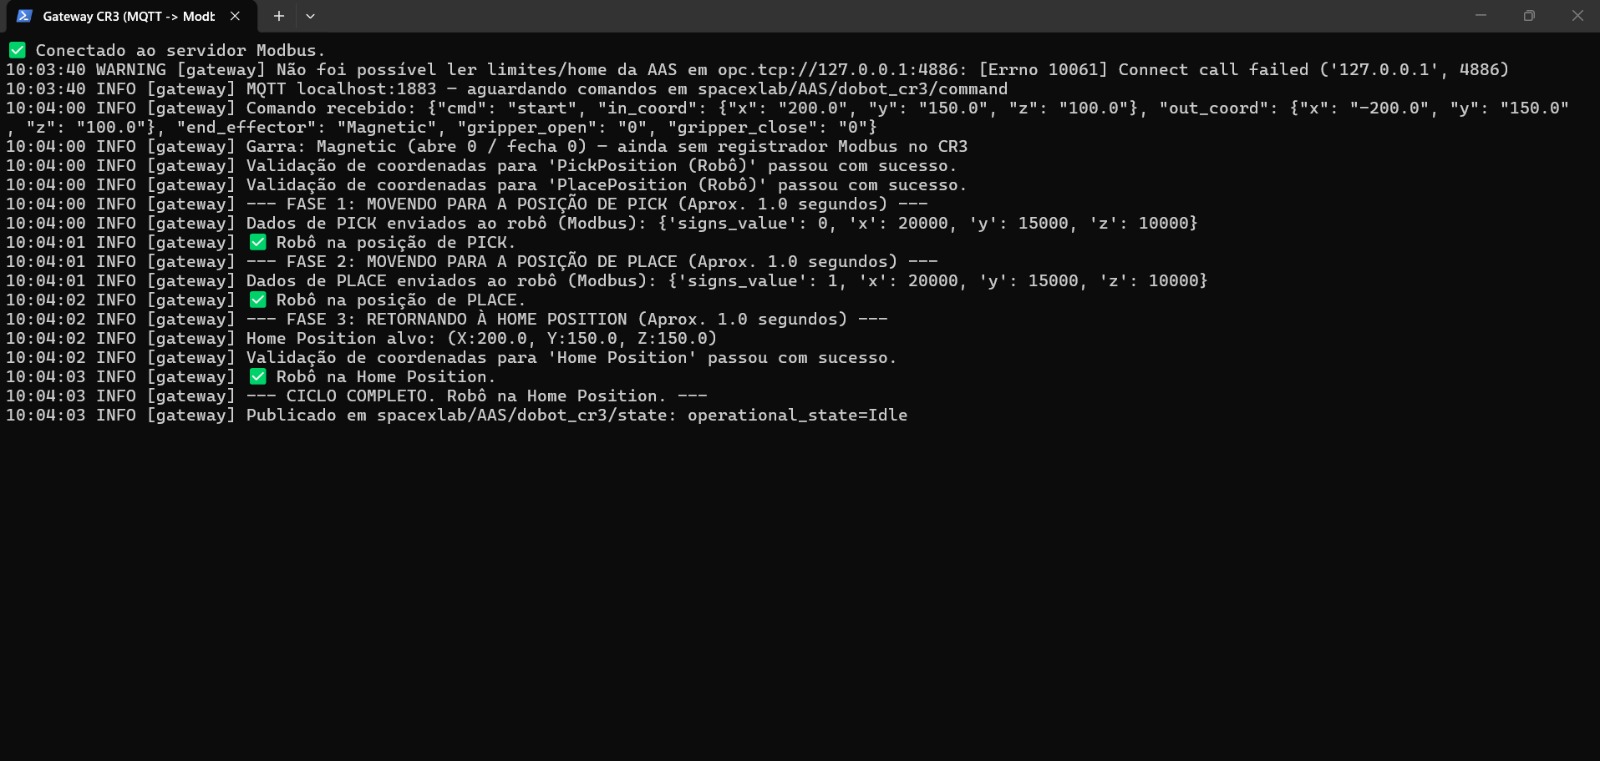 Gateway CR3 (MQTT -> Modb
✅ Conectado ao servidor Modbus.
10:03:40 WARNING [gateway] Não foi possível ler limites/home da AAS em opc.tcp://127.0.0.1:4886: [Errno 10061] Connect call failed ('127.0.0.1', 4886)
10:03:40 INFO [gateway] MQTT localhost:1883 — aguardando comandos em spacexlab/AAS/dobot_cr3/command
10:04:00 INFO [gateway] Comando recebido: {"cmd": "start", "in_coord": {"x": "200.0", "y": "150.0", "z": "100.0"}, "out_coord": {"x": "-200.0", "y": "150.0"
, "z": "100.0"}, "end_effector": "Magnetic", "gripper_open": "0", "gripper_close": "0"}
10:04:00 INFO [gateway] Garra: Magnetic (abre 0 / fecha 0) — ainda sem registrador Modbus no CR3
10:04:00 INFO [gateway] Validação de coordenadas para 'PickPosition (Robô)' passou com sucesso.
10:04:00 INFO [gateway] Validação de coordenadas para 'PlacePosition (Robô)' passou com sucesso.
10:04:00 INFO [gateway] --- FASE 1: MOVENDO PARA A POSIÇÃO DE PICK (Aprox. 1.0 segundos) ---
10:04:00 INFO [gateway] Dados de PICK enviados ao robô (Modbus): {'signs_value': 0, 'x': 20000, 'y': 15000, 'z': 10000}
10:04:01 INFO [gateway] ✅ Robô na posição de PICK.
10:04:01 INFO [gateway] --- FASE 2: MOVENDO PARA A POSIÇÃO DE PLACE (Aprox. 1.0 segundos) ---
10:04:01 INFO [gateway] Dados de PLACE enviados ao robô (Modbus): {'signs_value': 1, 'x': 20000, 'y': 15000, 'z': 10000}
10:04:02 INFO [gateway] ✅ Robô na posição de PLACE.
10:04:02 INFO [gateway] --- FASE 3: RETORNANDO À HOME POSITION (Aprox. 1.0 segundos) ---
10:04:02 INFO [gateway] Home Position alvo: (X:200.0, Y:150.0, Z:150.0)
10:04:02 INFO [gateway] Validação de coordenadas para 'Home Position' passou com sucesso.
10:04:03 INFO [gateway] ✅ Robô na Home Position.
10:04:03 INFO [gateway] --- CICLO COMPLETO. Robô na Home Position. ---
10:04:03 INFO [gateway] Publicado em spacexlab/AAS/dobot_cr3/state: operational_state=Idle